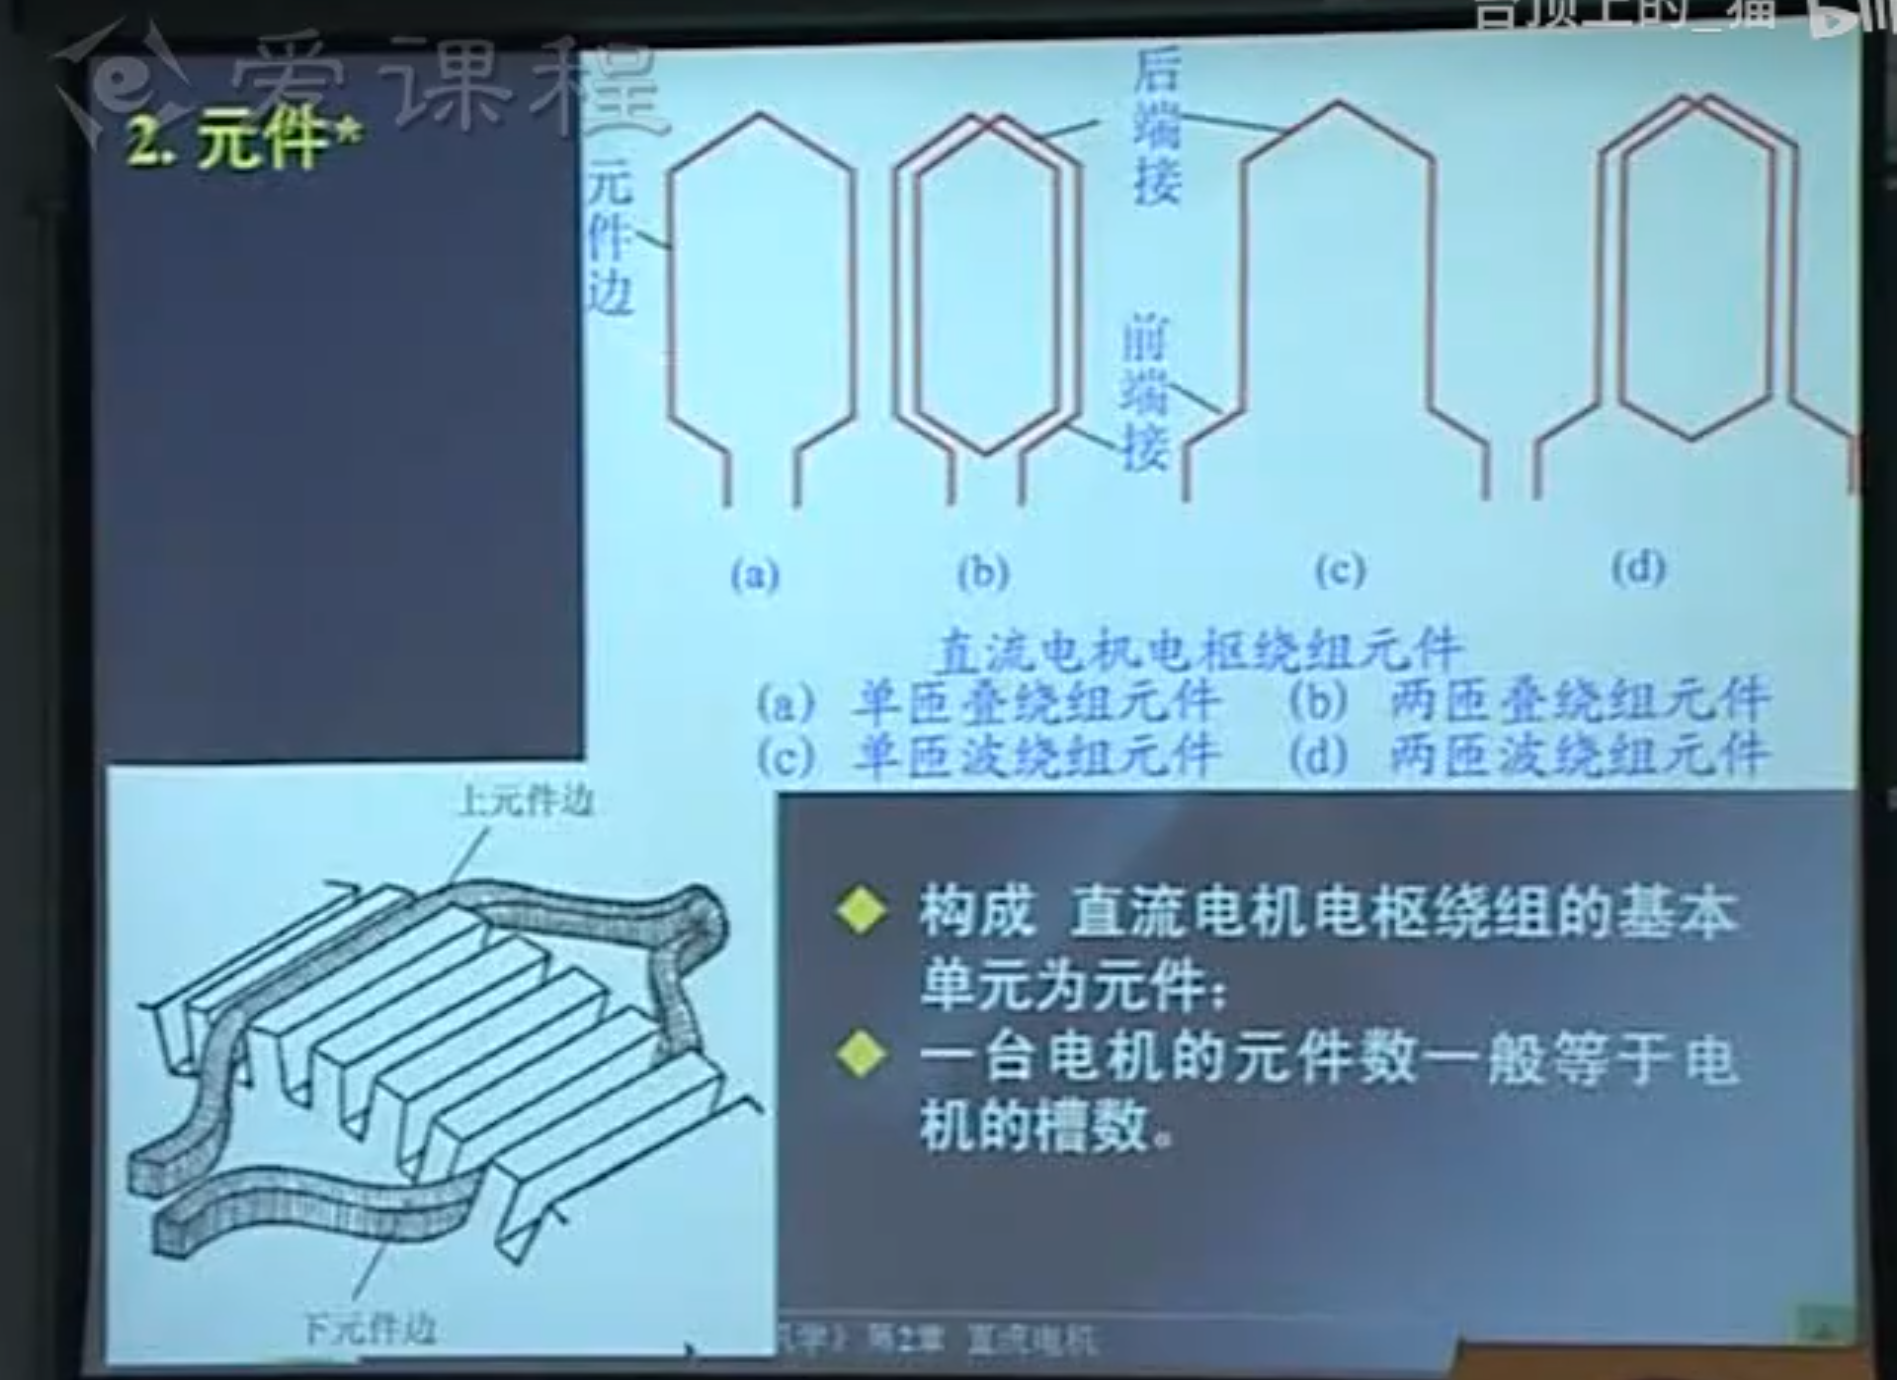 爱课程
2. 元件*
元件边
后端接
前端接
(a)
(b)
(c)
(d)
直流电机电枢绕组元件
(a) 单匝叠绕组元件 (b) 两匝叠绕组元件
(c) 单匝波绕组元件 (d) 两匝波绕组元件
上元件边
下元件边
◆ 构成 直流电机电枢绕组的基本
单元为元件;
◆ 一台电机的元件数一般等于电
机的槽数。
学》第2章 直流电机